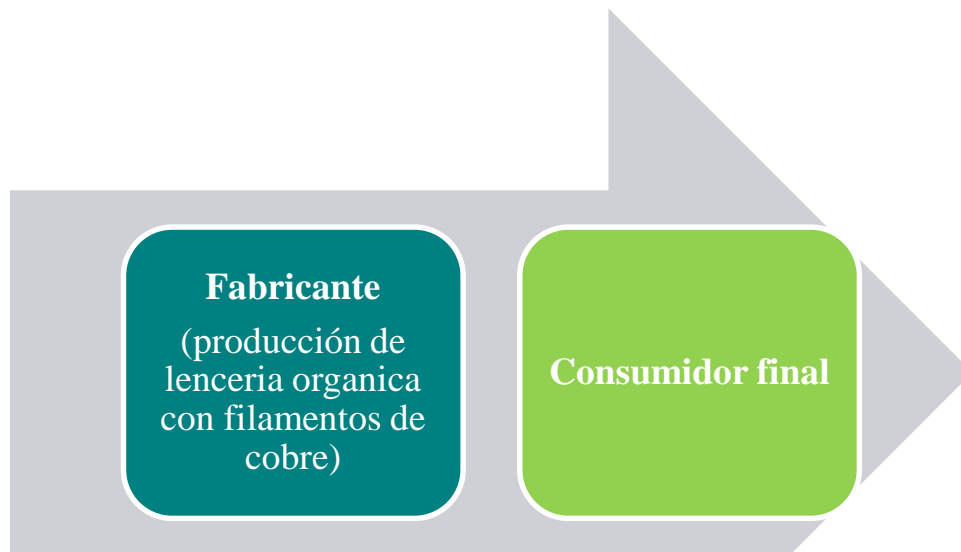 Fabricante
(producción de
lenceria organica
con filamentos de
cobre)
Consumidor final